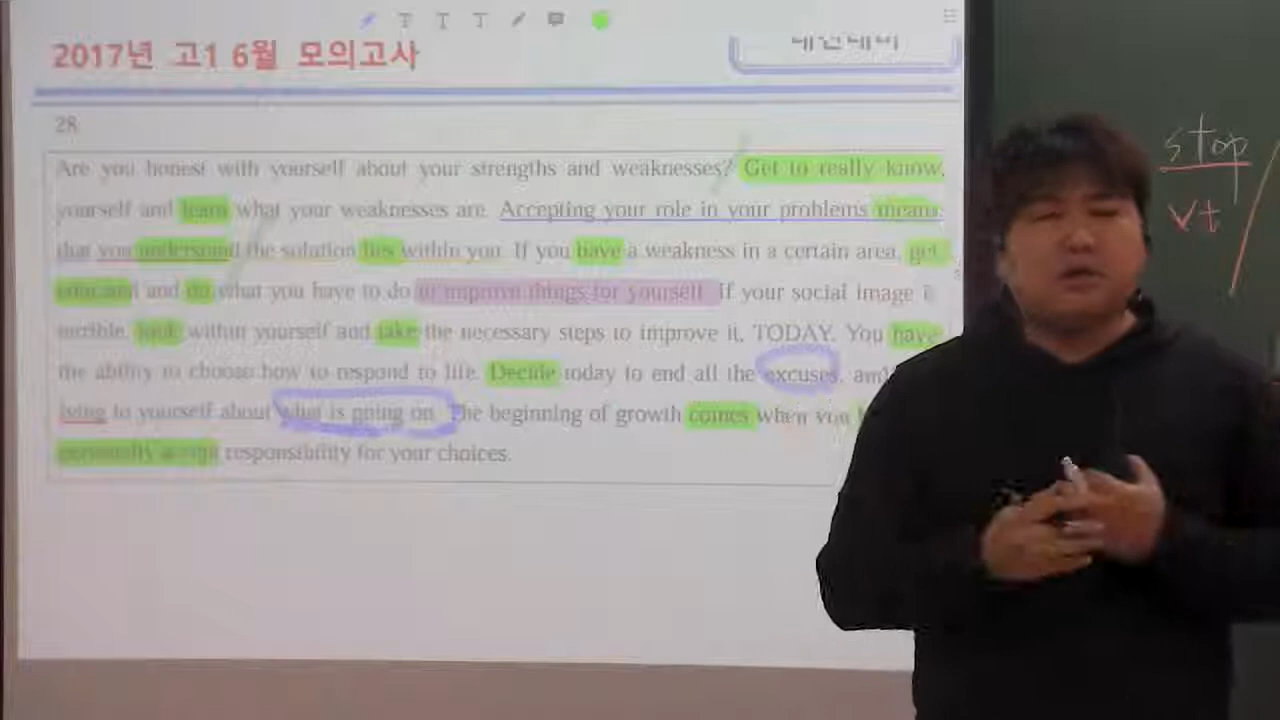 2017년 고1 6월 모의고사
28
Are you honest with yourself about your strengths and weaknesses? Get to really know
yourself and learn what your weaknesses are. Accepting your role in your problems means
that you understand the solution lies within you. If you have a weakness in a certain area, get
educated and do what you have to do to improve things for yourself. If your social image is
terrible, look within yourself and take the necessary steps to improve it, TODAY. You have
the ability to choose how to respond to life. Decide today to end all the excuses, and
lying to yourself about what is going on. The beginning of growth comes when you
personally accept responsibility for your choices.
stop
vt